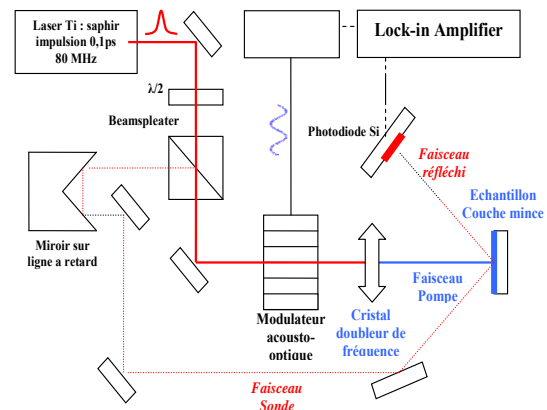 Laser Ti : saphir
impulsion 0,1ps
80 MHz
Lock-in Amplifier
λ/2
Beamspleater
Photodiode Si
Faisceau
réfléchi
Echantillon
Couche mince
Miroir sur
ligne a retard
Faisceau
Pompe
Modulateur
acousto-
optique
Cristal
doubleur de
fréquence
Faisceau
Sonde